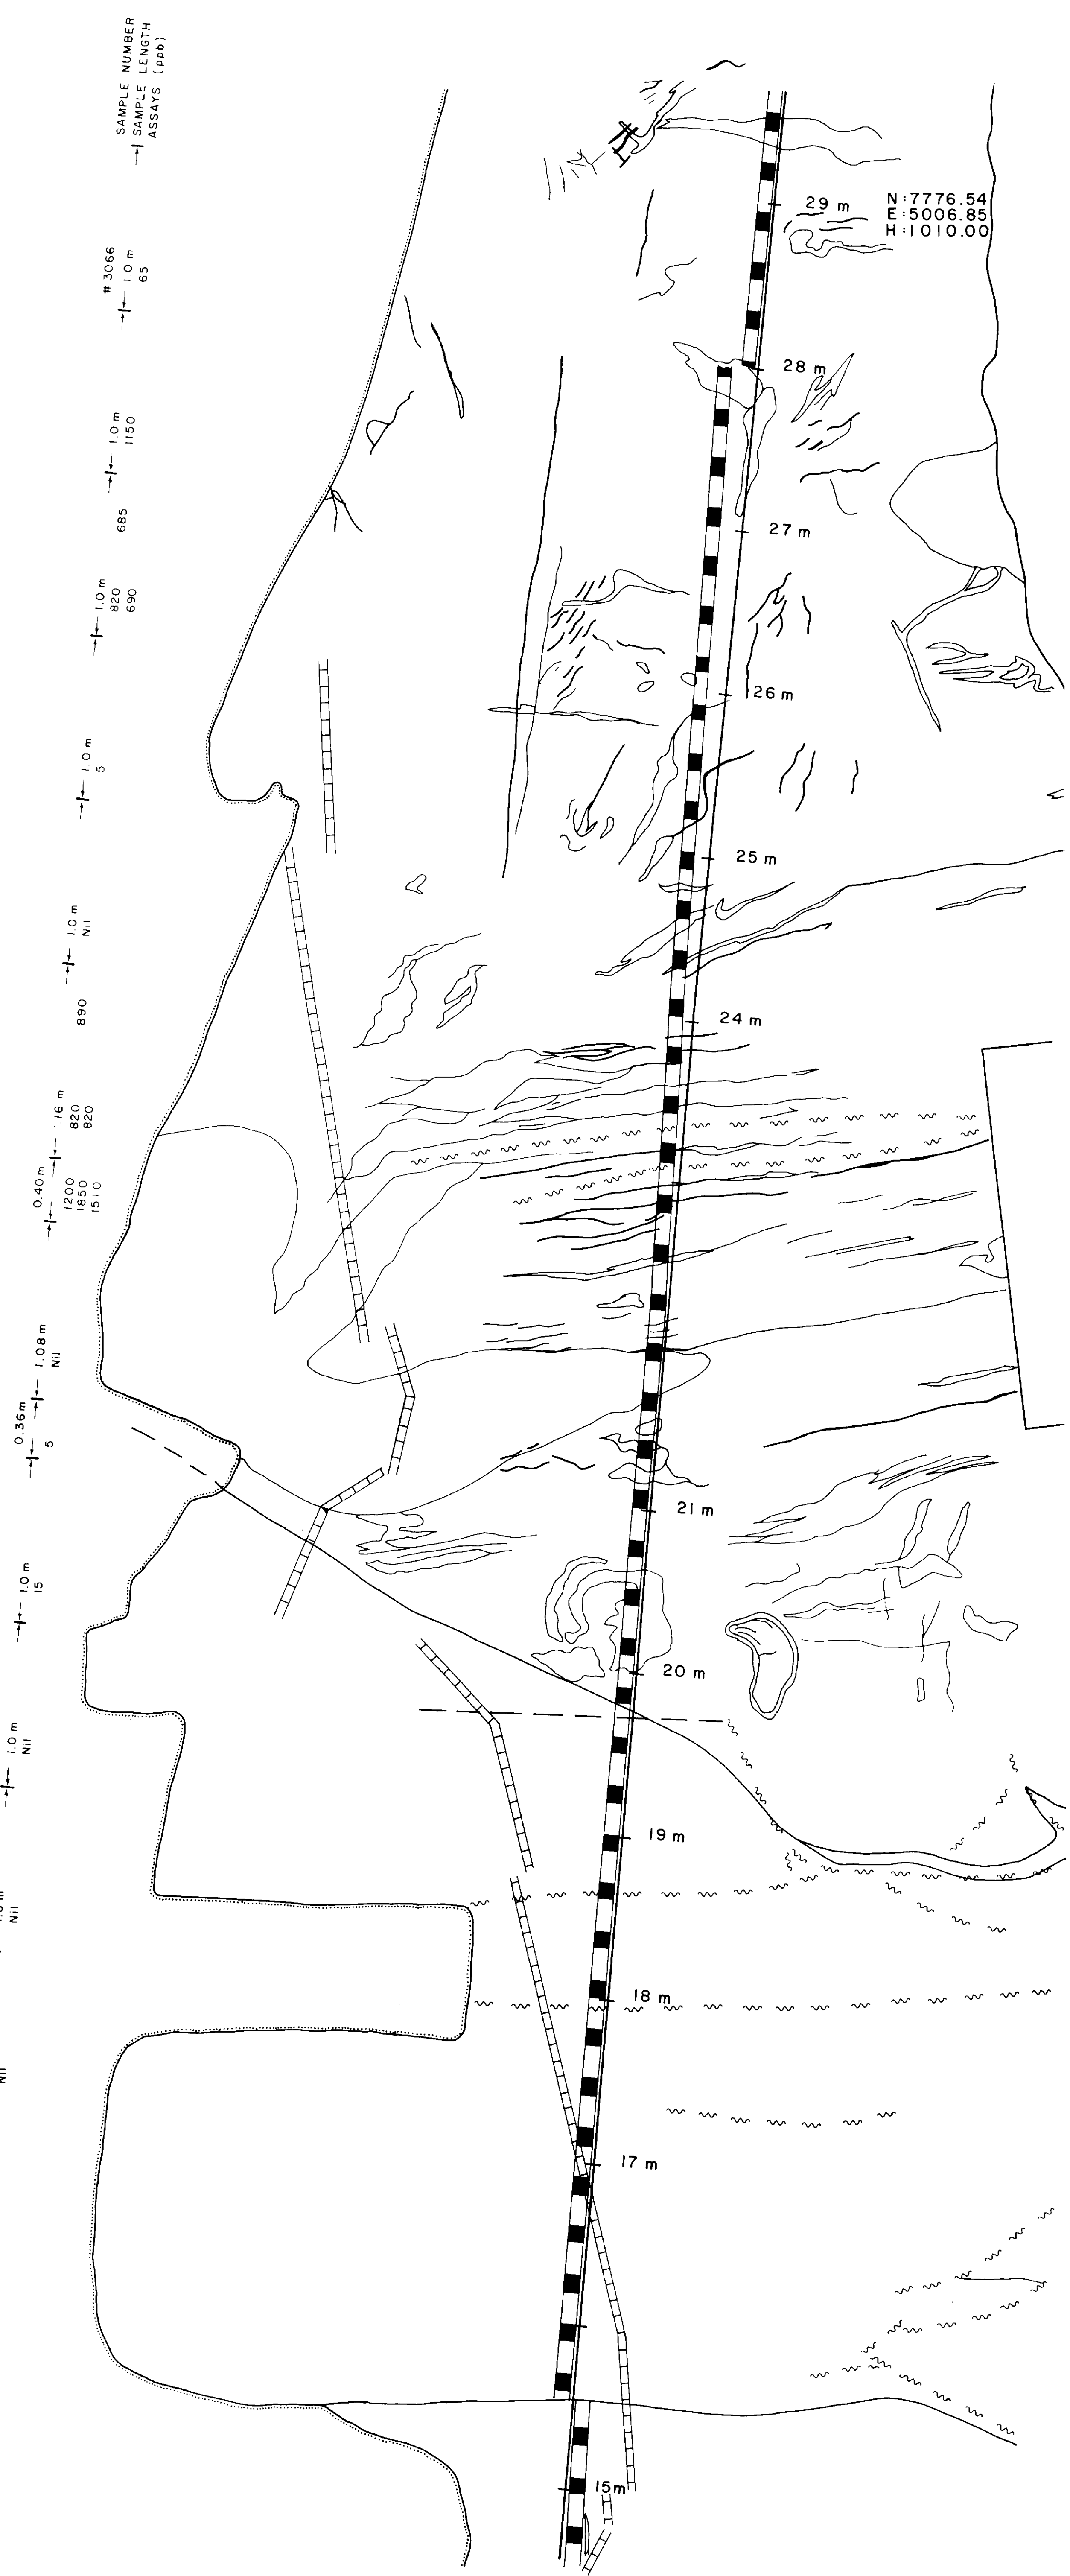 SAMPLE NUMBER
SAMPLE LENGTH
ASSAYS (ppb)
# 3066
1.0 m
65
1.0 m
1150
685
1.0 m
820
690
1.0 m
5
1.0 m
Nil
890
1.16 m
820
820
0.40 m
1200
1850
1510
1.08 m
Nil
0.36 m
5
1.0 m
15
1.0 m
Nil
Nil
Nil
29 m
N:7776.54
E:5006.85
H:1010.00
28 m
27 m
26 m
25 m
24 m
21 m
20 m
19 m
18 m
17 m
15m